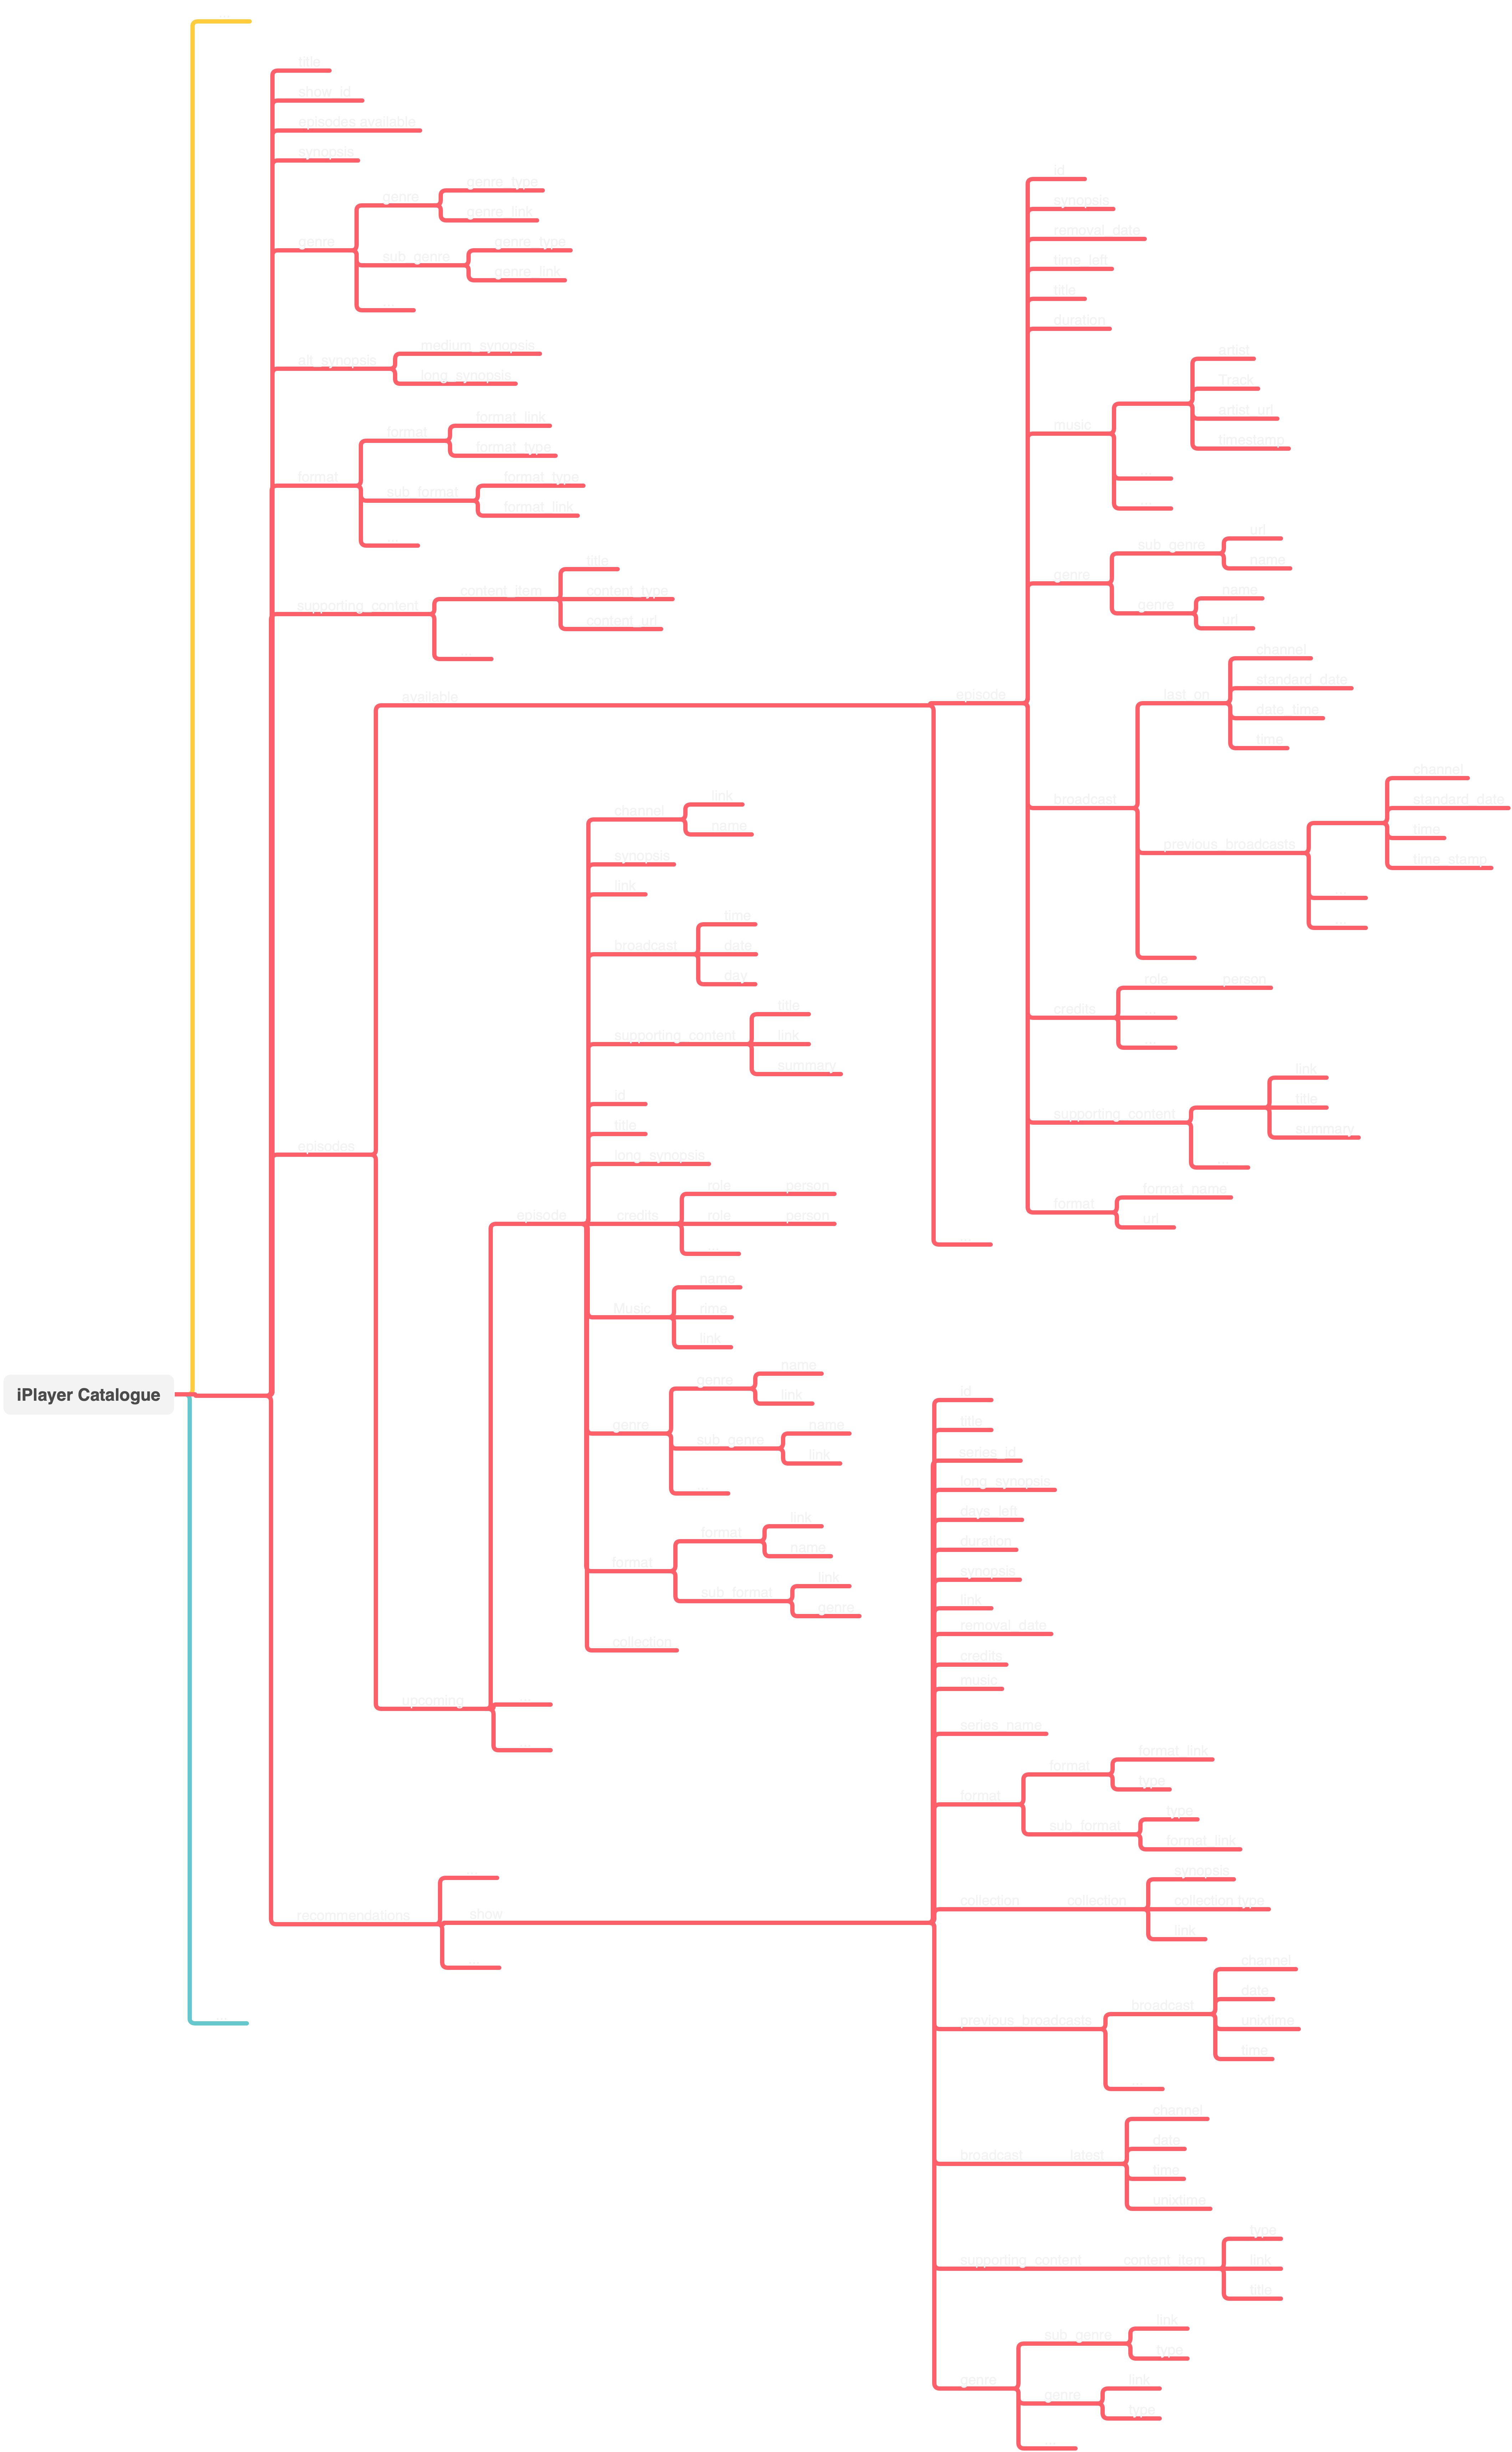 title
show_id
episodes available
synopsis
genre
genre
genre_type
genre_link
sub_genre
genre_type
genre_link
all_synopsis
medium_synopsis
long_synopsis
format
format
format_link
format_type
sub_format
format_type
format_link
supporting_content
content_item
title
content_type
content_url
episodes
available
episode
id
synopsis
removal_date
time_left
title
duration
music
artist
Track
artist_url
timestamp
genre
sub_genre
url
name
genre
name
url
broadcast
last_on
channel
standard_date
date_time
time
previous_broadcasts
channel
standard_date
time
time_stamp
credits
role
person
supporting_content
link
title
summary
format
format_name
url
upcoming
episode
channel
link
name
synopsis
link
broadcast
time
date
day
supporting_content
title
link
summary
id
title
long_synopsis
credits
role
person
role
person
Music
name
rime
link
genre
genre
name
link
sub_genre
name
link
format
format
link
name
sub_format
link
genre
collection
iPlayer Catalogue
recommendations
show
id
title
series_id
long_synopsis
days_left
duration
synopsis
link
removal_date
credits
music
series_name
format
format
format_link
type
sub_format
type
format_link
collection
collection
synopsis
collection type
link
previous_broadcasts
broadcast
channel
date
unixtime
time
broadcast
latest
channel
date
time
unixtime
supporting_content
content_item
type
link
title
genre
sub_genre
link
type
genre
link
type